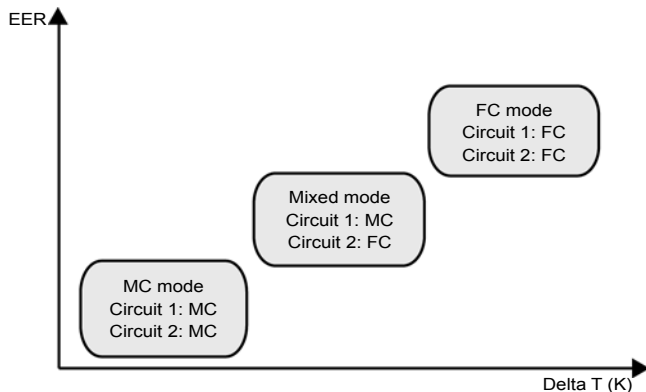 EER
FC mode
Circuit 1: FC
Circuit 2: FC
Mixed mode
Circuit 1: MC
Circuit 2: FC
MC mode
Circuit 1: MC
Circuit 2: MC
Delta T (K)